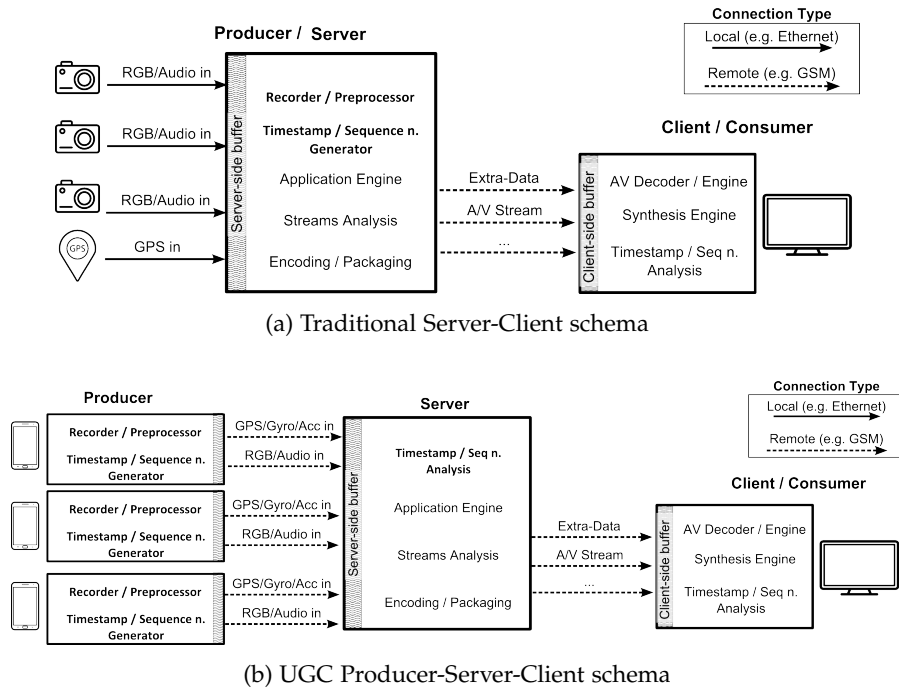 Connection Type
Local (e.g. Ethernet)
Remote (e.g. GSM)
Producer / Server
RGB/Audio in
RGB/Audio in
RGB/Audio in
GPS
GPS in
Server-side buffer
Recorder / Preprocessor
Timestamp / Sequence n.
Generator
Application Engine
Streams Analysis
Encoding / Packaging
Extra-Data
A/V Stream
...
Client / Consumer
Client-side buffer
AV Decoder / Engine
Synthesis Engine
Timestamp / Seq n.
Analysis
(a) Traditional Server-Client schema
Connection Type
Local (e.g. Ethernet)
Remote (e.g. GSM)
Producer
Recorder / Preprocessor
Timestamp / Sequence n.
Generator
Recorder / Preprocessor
Timestamp / Sequence n.
Generator
Recorder / Preprocessor
Timestamp / Sequence n.
Generator
GPS/Gyro/Acc in
RGB/Audio in
GPS/Gyro/Acc in
RGB/Audio in
GPS/Gyro/Acc in
RGB/Audio in
Server
Server-side buffer
Timestamp / Seq n.
Analysis
Application Engine
Streams Analysis
Encoding / Packaging
Extra-Data
A/V Stream
...
Client / Consumer
Client-side buffer
AV Decoder / Engine
Synthesis Engine
Timestamp / Seq n.
Analysis
(b) UGC Producer-Server-Client schema